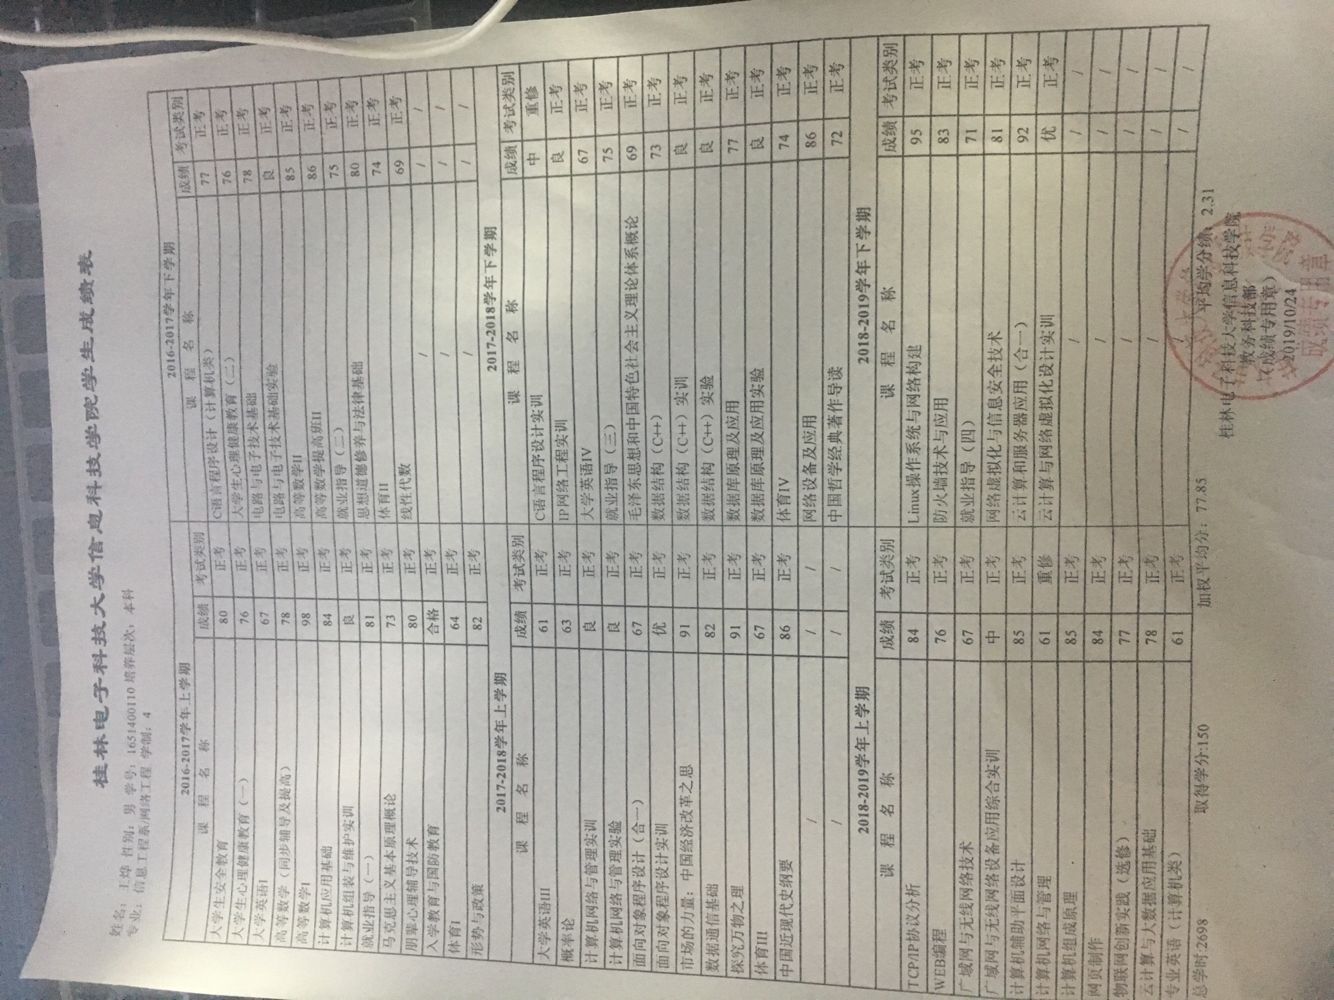 桂林电子科技大学信息科技学院学生成绩表
姓名：王烨 性别：男 学号：1651400110 培养层次：本科
专业：信息工程系/网络工程 学制：4
2016-2017学年上学期 2016-2017学年下学期
课 程 名 称 成绩 考试类别 课 程 名 称 成绩 考试类别
大学生安全教育 80 正考 C语言程序设计（计算机类） 77 正考
大学生心理健康教育（一） 76 正考 大学生心理健康教育（二） 76 正考
大学英语I 67 正考 电路与电子技术基础 78 正考
高等数学（同步辅导及提高） 78 正考 电路与电子技术基础实验 良 正考
高等数学I 98 正考 高等数学II 85 正考
计算机应用基础 84 正考 高等数学提高班III 86 正考
计算机组装与维护实训 良 正考 就业指导（二） 75 正考
就业指导（一） 81 正考 思想道德修养与法律基础 80 正考
马克思主义基本原理概论 73 正考 体育II 74 正考
朋辈心理辅导技术 80 正考 线性代数 69 正考
入学教育与国防教育 合格 正考 / / /
体育I 64 正考 / / /
形势与政策 82 正考 / / /
2017-2018学年上学期 2017-2018学年下学期
课 程 名 称 成绩 考试类别 课 程 名 称 成绩 考试类别
大学英语III 61 正考 C语言程序设计实训 中 重修
概率论 63 正考 IP网络工程实训 良 正考
计算机网络与管理实训 良 正考 大学英语IV 67 正考
计算机网络与管理实验 良 正考 就业指导（三） 75 正考
面向对象程序设计（合一） 67 正考 毛泽东思想和中国特色社会主义理论体系概论 69 正考
面向对象程序设计实训 优 正考 数据结构（C++） 73 正考
市场的力量：中国经济改革之思 91 正考 数据结构（C++）实训 良 正考
数据通信基础 82 正考 数据结构（C++）实验 良 正考
探究万物之理 91 正考 数据库原理及应用 77 正考
体育III 67 正考 数据库原理及应用实验 良 正考
中国近现代史纲要 86 正考 体育IV 74 正考
/ / / 网络设备及应用 86 正考
/ / / 中国哲学经典著作导读 72 正考
2018-2019学年上学期 2018-2019学年下学期
课 程 名 称 成绩 考试类别 课 程 名 称 成绩 考试类别
TCP/IP协议分析 84 正考 Linux操作系统与网络构建 95 正考
WEB编程 76 正考 防火墙技术与应用 83 正考
广域网与无线网络技术 67 正考 就业指导（四） 71 正考
广域网与无线网络设备应用综合实训 中 正考 网络虚拟化与信息安全技术 81 正考
计算机辅助平面设计 85 正考 云计算和服务器应用（合一） 92 正考
计算机网络与管理 61 重修 云计算与网络虚拟化设计实训 优 正考
计算机组成原理 85 正考 / / /
网页制作 84 正考 / / /
物联网创新实践（选修） 77 正考 / / /
云计算与大数据应用基础 78 正考 / / /
专业英语（计算机类） 61 正考 / / /
总学时:2698 取得学分:150 加权平均分：77.85 平均学分绩：2.31
桂林电子科技大学信息科技学院
教务科技部
（成绩专用章）
2019/10/24
成绩专用章